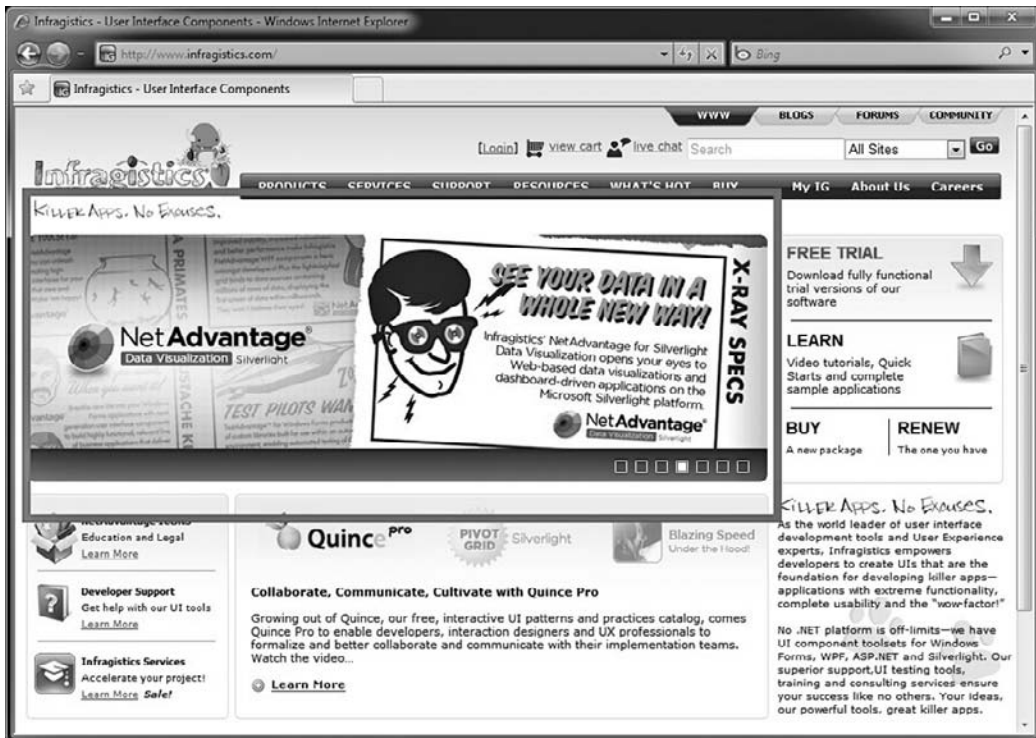 Infragistics - User Interface Components - Windows Internet Explorer
http://www.infragistics.com/
Bing
Infragistics - User Interface Components
WWW BLOGS FORUMS COMMUNITY
[Login] view cart live chat Search All Sites Go
Infragistics
PRODUCTS SERVICES SUPPORT RESOURCES WHAT'S HOT BUY My IG About Us Careers
KILLER APPS. NO EXCUSES.
NetAdvantage®
Data Visualization Silverlight
TEST PILOTS WAN
SEE YOUR DATA IN A
WHOLE NEW WAY!
Infragistics' NetAdvantage for Silverlight
Data Visualization opens your eyes to
Web-based data visualizations and
dashboard-driven applications on the
Microsoft Silverlight platform.
NetAdvantage®
Data Visualization Silverlight
X-RAY SPECS
FREE TRIAL
Download fully functional
trial versions of our
software
LEARN
Video tutorials, Quick
Starts and complete
sample applications
BUY
A new package
RENEW
The one you have
NetAdvantage Icons
Education and Legal
Learn More
Developer Support
Get help with our UI tools
Learn More
Infragistics Services
Accelerate your project!
Learn More Sale!
Quince pro
PIVOT
GRID
Silverlight
Blazing Speed
Under the Hood!
Collaborate, Communicate, Cultivate with Quince Pro
Growing out of Quince, our free, interactive UI patterns and practices catalog, comes
Quince Pro to enable developers, interaction designers and UX professionals to
formalize and better collaborate and communicate with their implementation teams.
Watch the video...
Learn More
KILLER APPS. NO EXCUSES.
As the world leader of user interface
development tools and User Experience
experts, Infragistics empowers
developers to create UIs that are the
foundation for developing killer apps—
applications with extreme functionality,
complete usability and the "wow-factor!"
No .NET platform is off-limits—we have
UI component toolsets for Windows
Forms, WPF, ASP.NET and Silverlight. Our
superior support,UI testing tools,
training and consulting services ensure
your success like no others. Your Ideas,
our powerful tools, great killer apps.